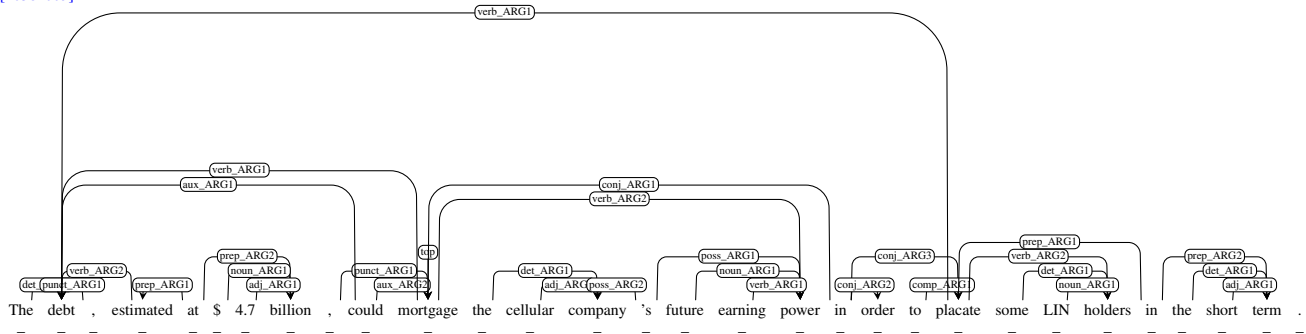 verb_ARG1
verb_ARG1
aux_ARG1 conj_ARG1
verb_ARG2
top
prep_ARG1
prep_ARG2 poss_ARG1 conj_ARG3 verb_ARG2 prep_ARG2
verb_ARG2 noun_ARG1 punct_ARG1 det_ARG1 noun_ARG1 det_ARG1 det_ARG1
det_ punct_ARG1 prep_ARG1 adj_ARG1 aux_ARG2 adj_ARG poss_ARG2 verb_ARG1 conj_ARG2 comp_ARG1 noun_ARG1 adj_ARG1
The debt , estimated at $ 4.7 billion , could mortgage the cellular company 's future earning power in order to placate some LIN holders in the short term .